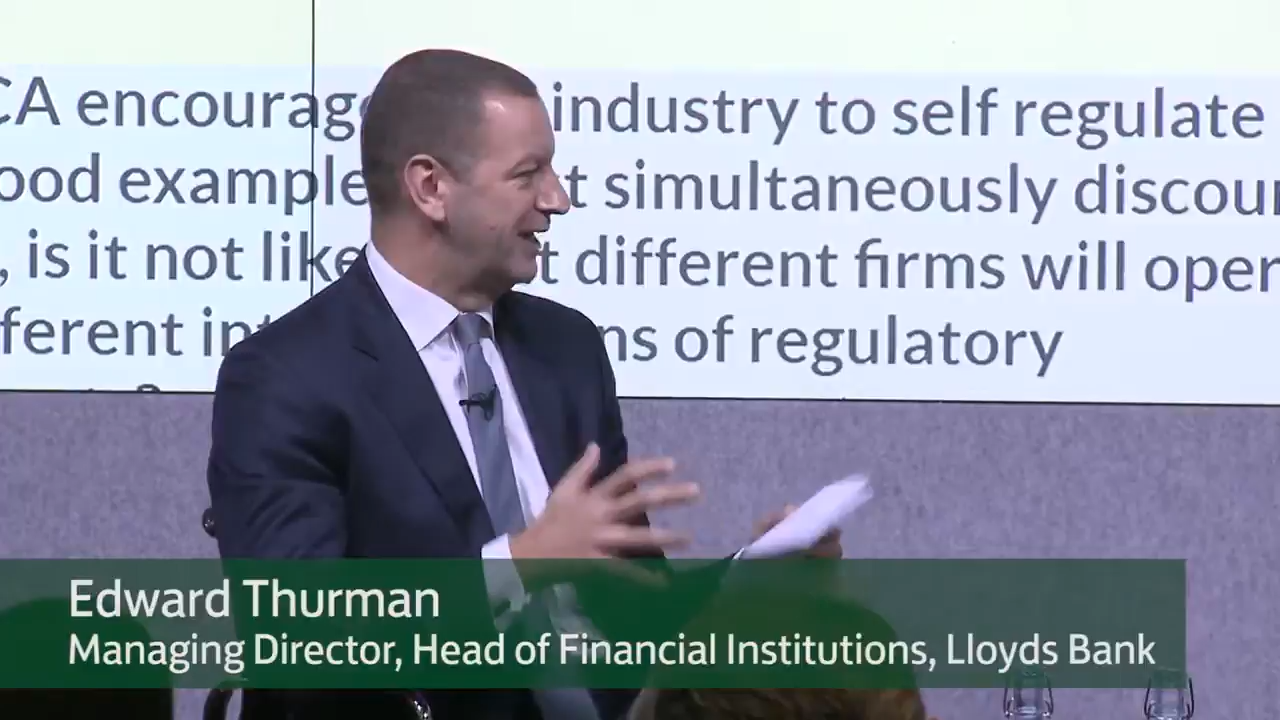 CA encourag industry to self regulate
ood example t simultaneously discou
, is it not like t different firms will oper
ferent in ns of regulatory
Edward Thurman
Managing Director, Head of Financial Institutions, Lloyds Bank